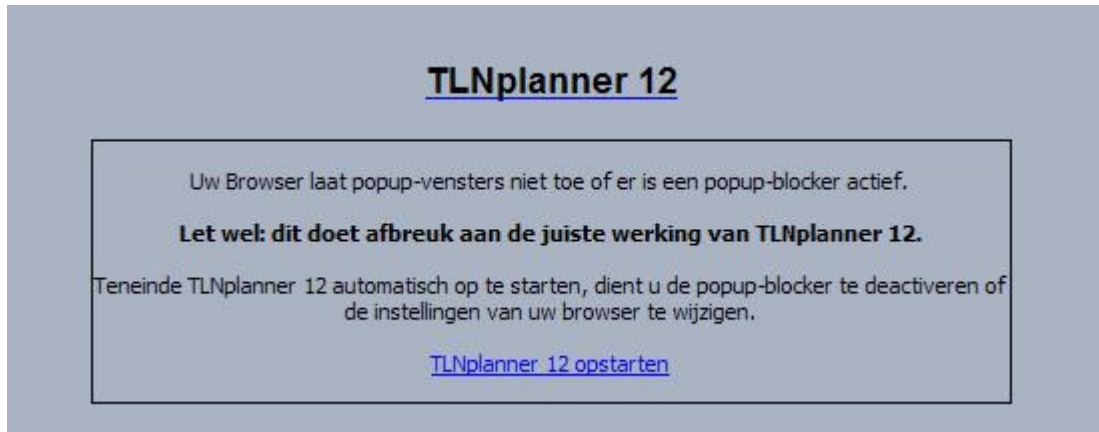 TLNplanner 12
Uw Browser laat popup-vensters niet toe of er is een popup-blocker actief.
Let wel: dit doet afbreuk aan de juiste werking van TLNplanner 12.
Teneinde TLNplanner 12 automatisch op te starten, dient u de popup-blocker te deactiveren of
de instellingen van uw browser te wijzigen.
TLNplanner 12 opstarten